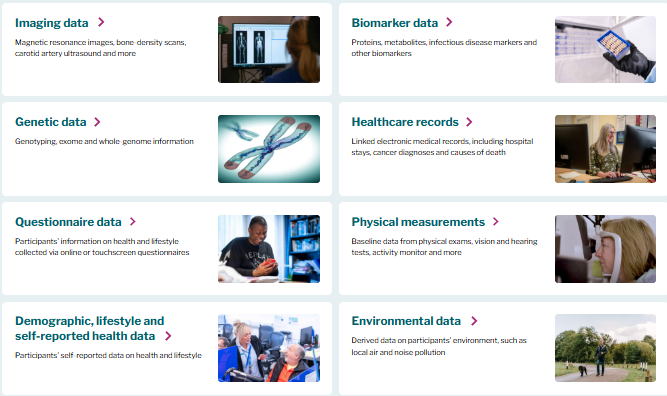 Imaging data
Magnetic resonance images, bone-density scans,
carotid artery ultrasound and more
Biomarker data
Proteins, metabolites, infectious disease markers and
other biomarkers
Genetic data
Genotyping, exome and whole-genome information
Healthcare records
Linked electronic medical records, including hospital
stays, cancer diagnoses and causes of death
Questionnaire data
Participants' information on health and lifestyle
collected via online or touchscreen questionnaires
Physical measurements
Baseline data from physical exams, vision and hearing
tests, activity monitor and more
Demographic, lifestyle and
self-reported health data
Participants' self-reported data on health and lifestyle
Environmental data
Derived data on participants' environment, such as
local air and noise pollution